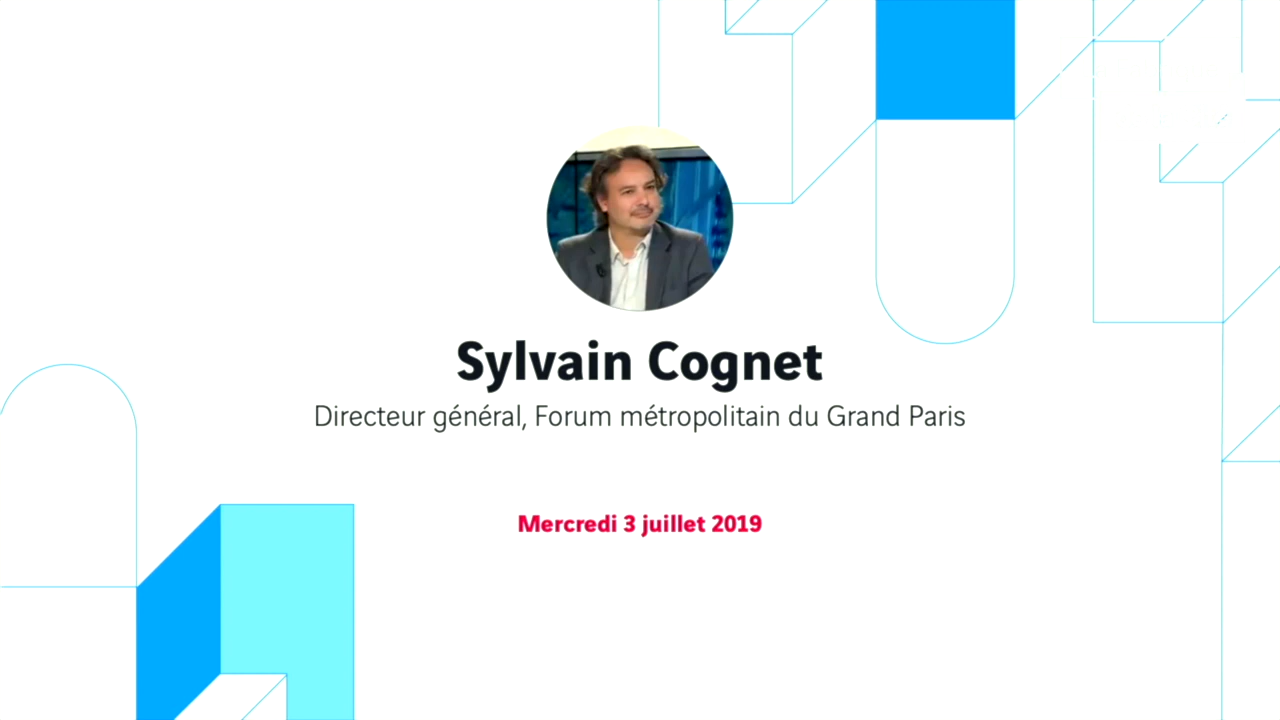 Sylvain Cognet
Directeur général, Forum métropolitain du Grand Paris
Mercredi 3 juillet 2019